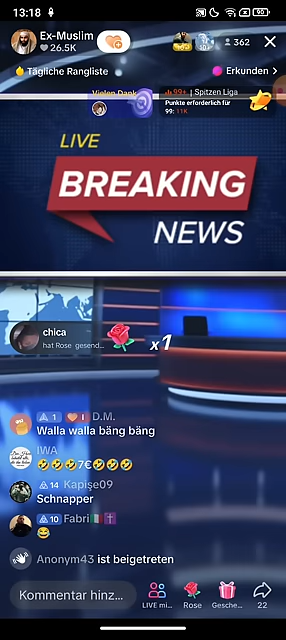 13:18
90
Ex-Muslim
26.5K
362
Tägliche Rangliste
Erkunden >
Vielen Dank
99+ | Spitzen Liga
Punkte erforderlich für
99: 11K
LIVE
BREAKING
NEWS
chica
hat Rose gesend...
x1
1 1 D.M.
Walla walla bäng bäng
IWA
🤣🤣🤣7€🤣🤣🤣
14 Kapişe09
Schnapper
10 Fabri🇮🇹✝️
😂
Anonym43 ist beigetreten
Kommentar hinz...
LIVE mi...
Rose
Gesche...
22